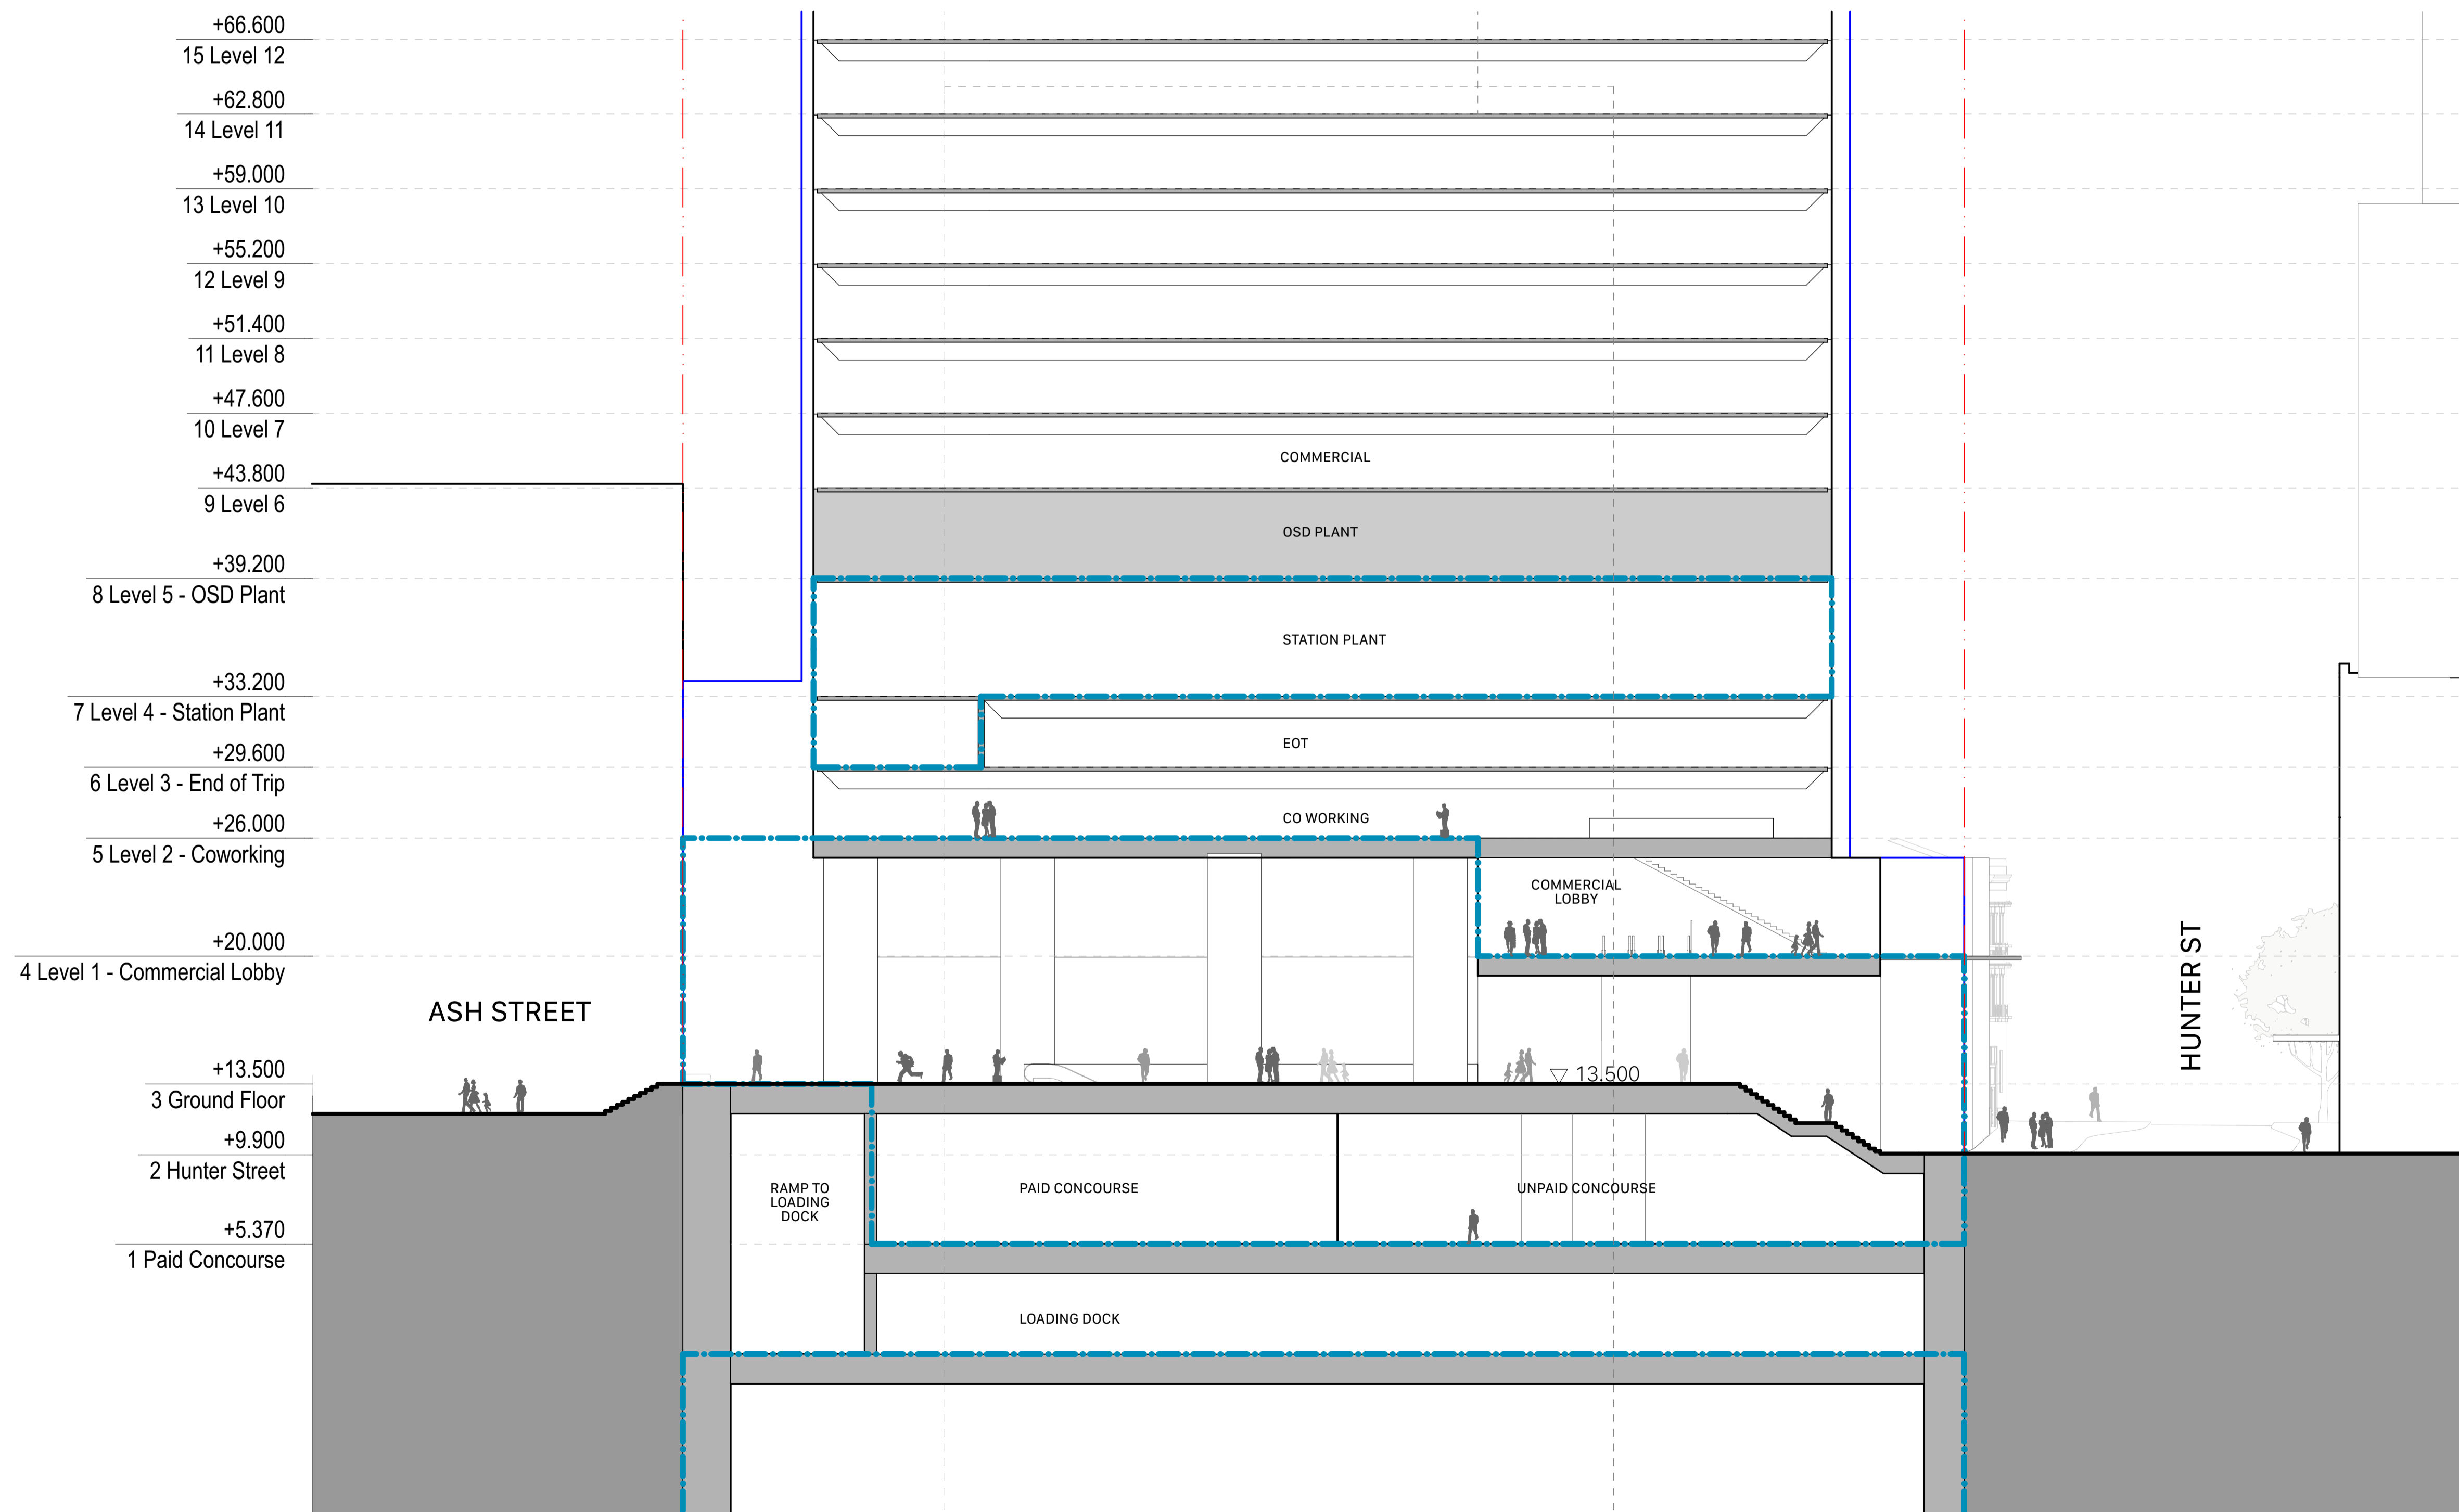 +66.600
15 Level 12
+62.800
14 Level 11
+59.000
13 Level 10
+55.200
12 Level 9
+51.400
11 Level 8
+47.600
10 Level 7
COMMERCIAL
+43.800
9 Level 6
OSD PLANT
+39.200
8 Level 5 - OSD Plant
STATION PLANT
+33.200
7 Level 4 - Station Plant
EOT
+29.600
6 Level 3 - End of Trip
CO WORKING
+26.000
5 Level 2 - Coworking
COMMERCIAL
LOBBY
+20.000
4 Level 1 - Commercial Lobby
ASH STREET
HUNTER ST
+13.500
3 Ground Floor
13.500
+9.900
2 Hunter Street
RAMP TO
LOADING
DOCK
PAID CONCOURSE
UNPAID CONCOURSE
+5.370
1 Paid Concourse
LOADING DOCK